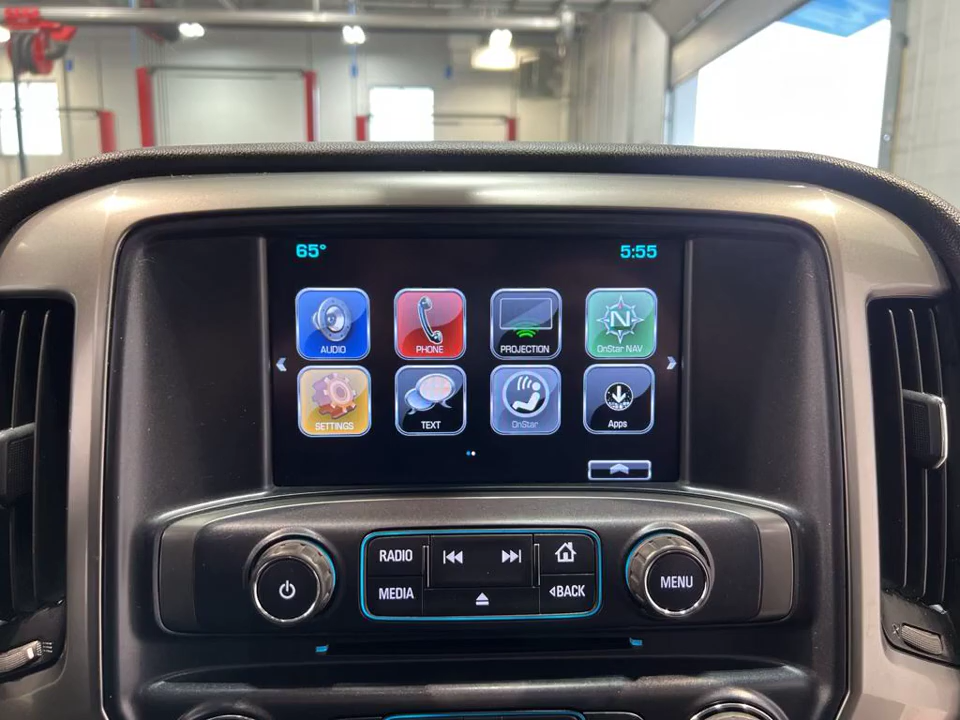 65° 5:55
AUDIO PHONE PROJECTION OnStar NAV
N
SETTINGS TEXT OnStar Apps
RADIO
MEDIA BACK
MENU